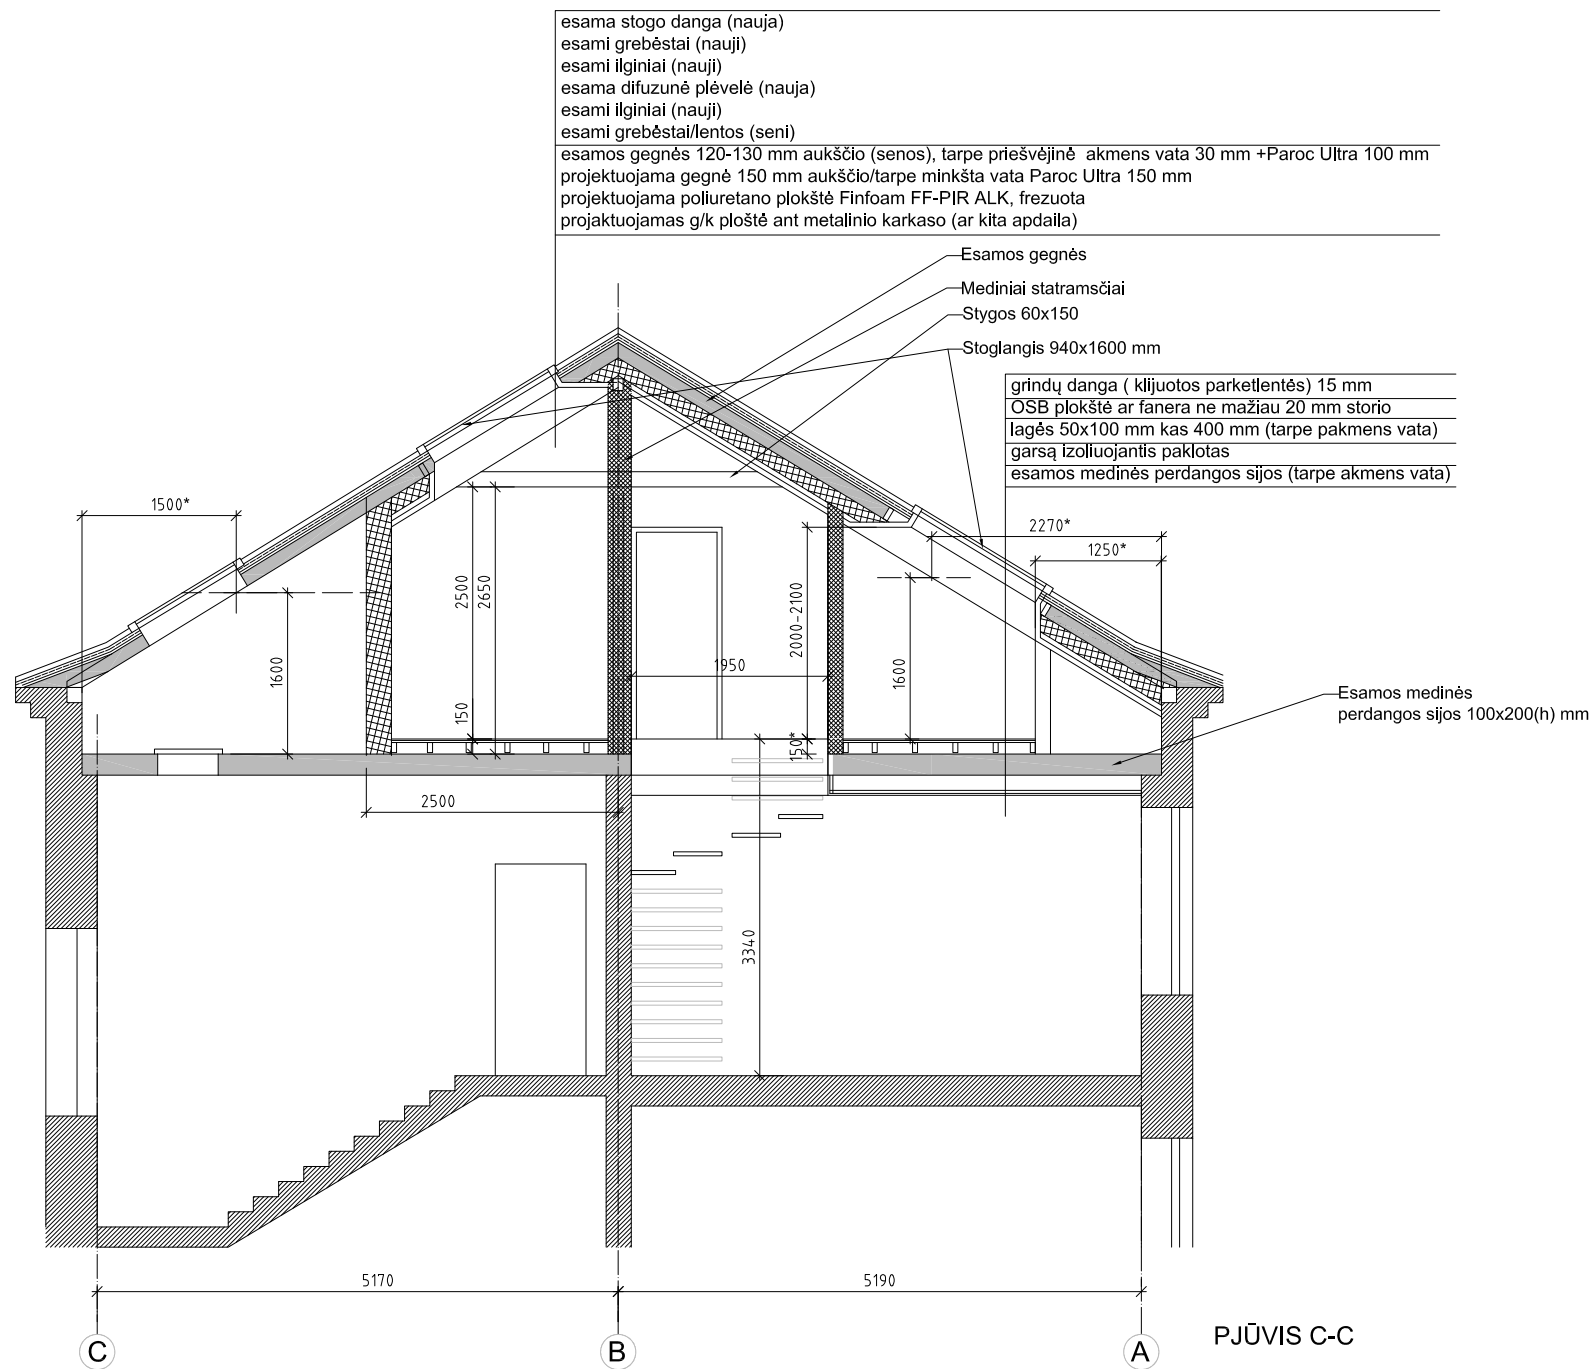 esama stogo danga (nauja)
esami grebėstai (nauji)
esami ilginiai (nauji)
esama difuzunė plėvelė (nauja)
esami ilginiai (nauji)
esami grebėstai/lentos (seni)
esamos gegnės 120-130 mm aukščio (senos), tarpe priešvėjinė akmens vata 30 mm +Paroc Ultra 100 mm
projektuojama gegnė 150 mm aukščio/tarpe minkšta vata Paroc Ultra 150 mm
projektuojama poliuretano plokštė Finfoam FF-PIR ALK, frezuota
projaktuojamas g/k ploštė ant metalinio karkaso (ar kita apdaila)
Esamos gegnės
Mediniai statramsčiai
Stygos 60x150
Stoglangis 940x1600 mm
grindų danga ( klijuotos parketlentės) 15 mm
OSB plokštė ar fanera ne mažiau 20 mm storio
lagės 50x100 mm kas 400 mm (tarpe pakmens vata)
garsą izoliuojantis paklotas
esamos medinės perdangos sijos (tarpe akmens vata)
1500*
2270*
1250*
2500
2650
2000-2100
1600
1950
1600
150
150*
Esamos medinės
perdangos sijos 100x200(h) mm
2500
3340
5170
5190
C
B
A
PJŪVIS C-C